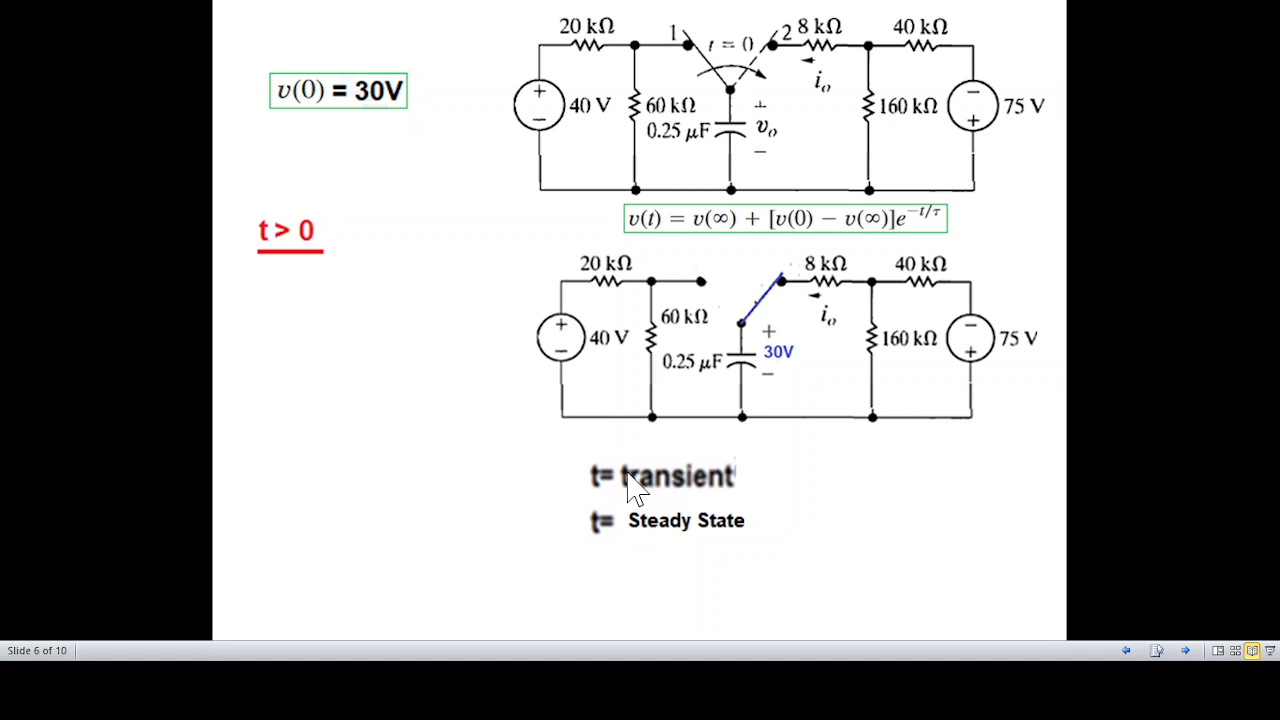 20 kΩ 1 t = 0 2 8 kΩ 40 kΩ
v(0) = 30V
+ − 40 V 60 kΩ 0.25 μF + v_o − i_o 160 kΩ − + 75 V
v(t) = v(∞) + [v(0) − v(∞)]e^{−t/τ}
t > 0
20 kΩ 8 kΩ 40 kΩ
+ − 40 V 60 kΩ 0.25 μF + 30V − i_o 160 kΩ − + 75 V
t= transient
t= Steady State
Slide 6 of 10